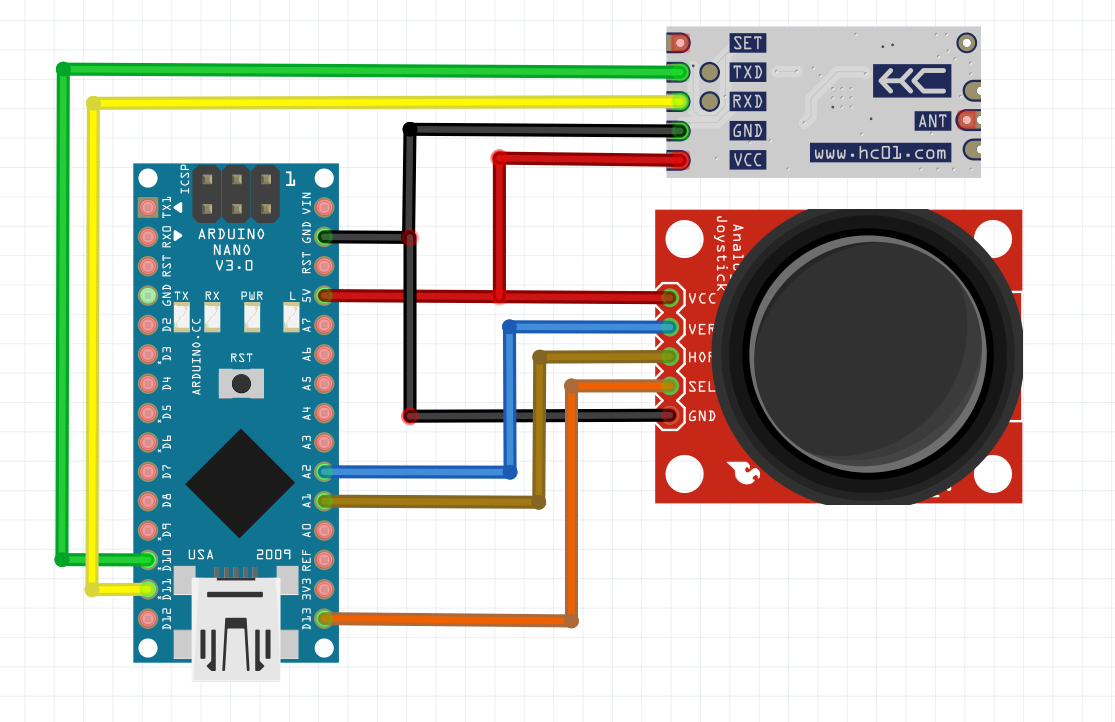 SET
TXD
RXD
GND
VCC
HC
ANT
www.hc01.com
ICSP
1
ARDUINO
NANO
V3.0
TX1
RX0
RST
GND
D2
D3
D4
D5
D6
D7
D8
D9
D10
D11
D12
VIN
GND
RST
5V
A7
A6
A5
A4
A3
A2
A1
A0
REF
3V3
D13
TX RX PWR L
ARDUINO.CC
RST
USA 2009
Joystick
VCC
VER
HOR
SEL
GND